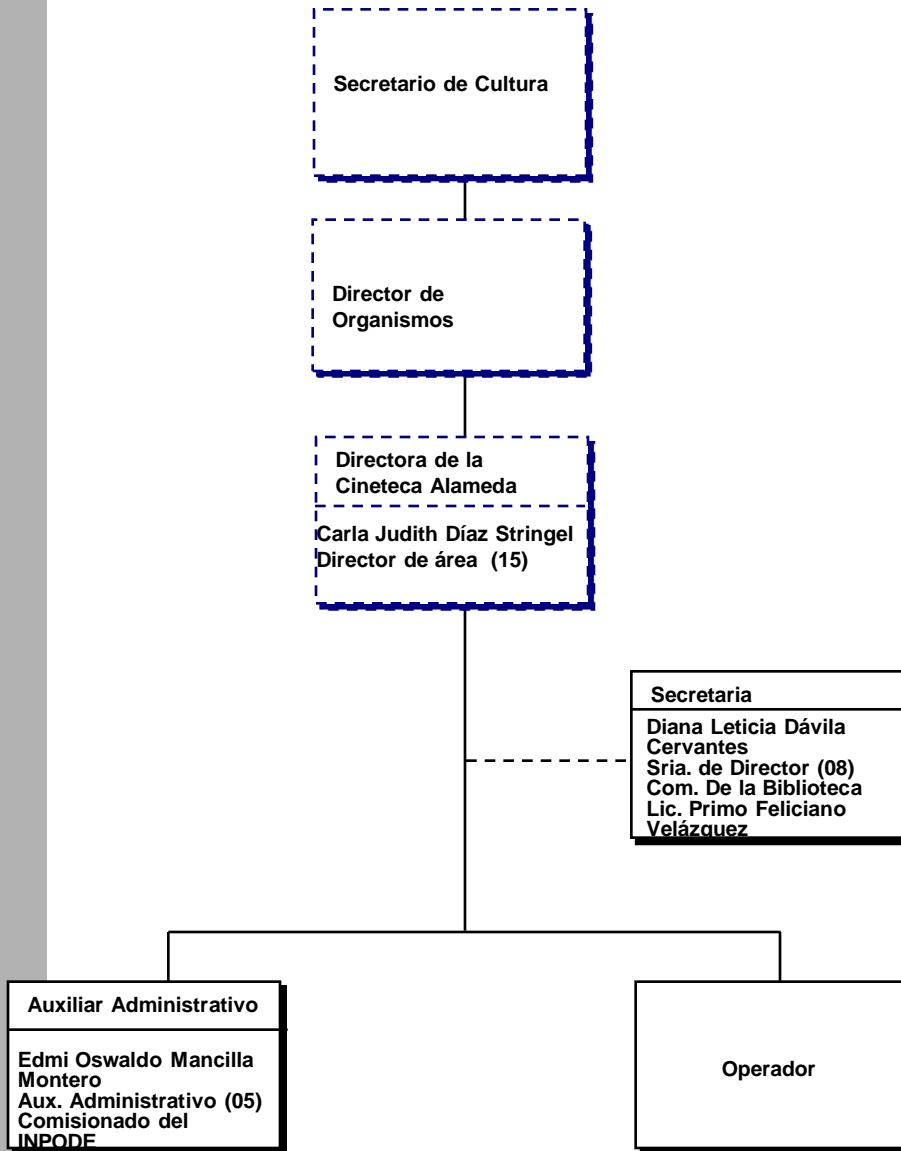 Secretario de Cultura
Director de
Organismos
Directora de la
Cineteca Alameda
Carla Judith Díaz Stringel
Director de área (15)
Secretaria
Diana Leticia Dávila
Cervantes
Sria. de Director (08)
Com. De la Biblioteca
Lic. Primo Feliciano
Velázquez
Auxiliar Administrativo
Edmi Oswaldo Mancilla
Montero
Aux. Administrativo (05)
Comisionado del
INPODE
Operador